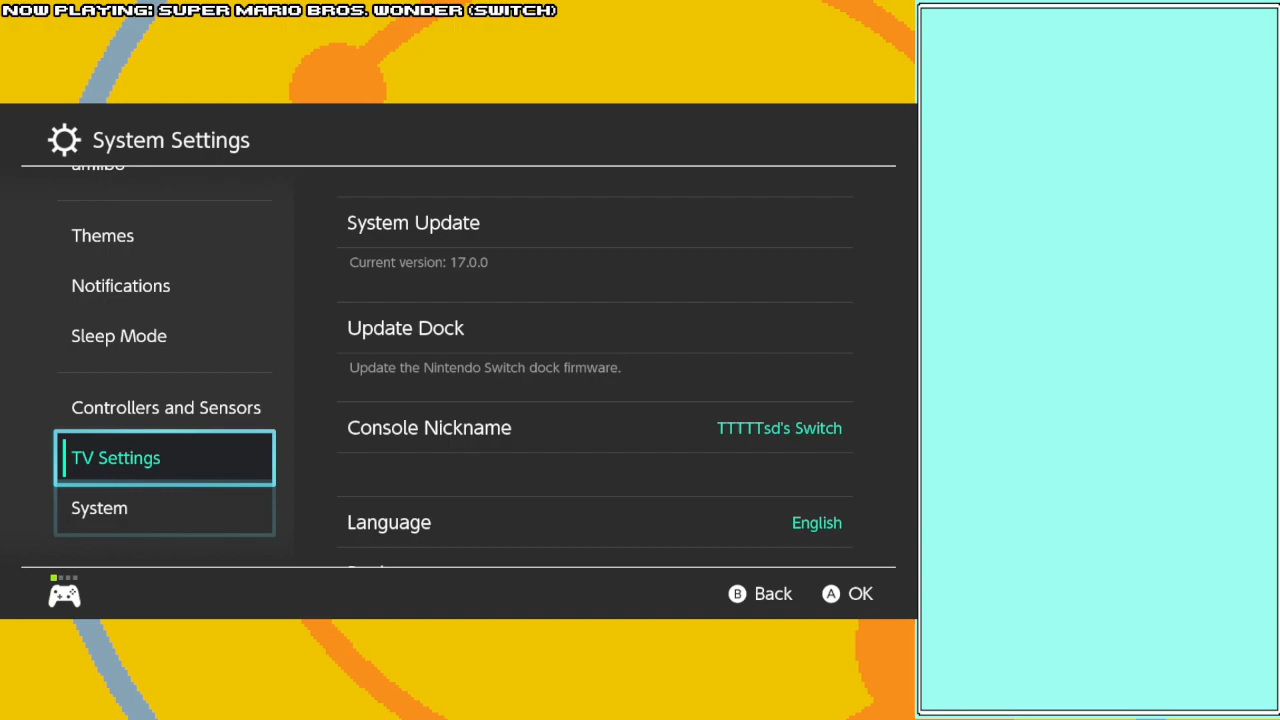 NOW PLAYING: SUPER MARIO BROS. WONDER (SWITCH)
System Settings
amiibo
Themes
Notifications
Sleep Mode
Controllers and Sensors
TV Settings
System
System Update
Current version: 17.0.0
Update Dock
Update the Nintendo Switch dock firmware.
Console Nickname TTTTTsd's Switch
Language English
B Back A OK